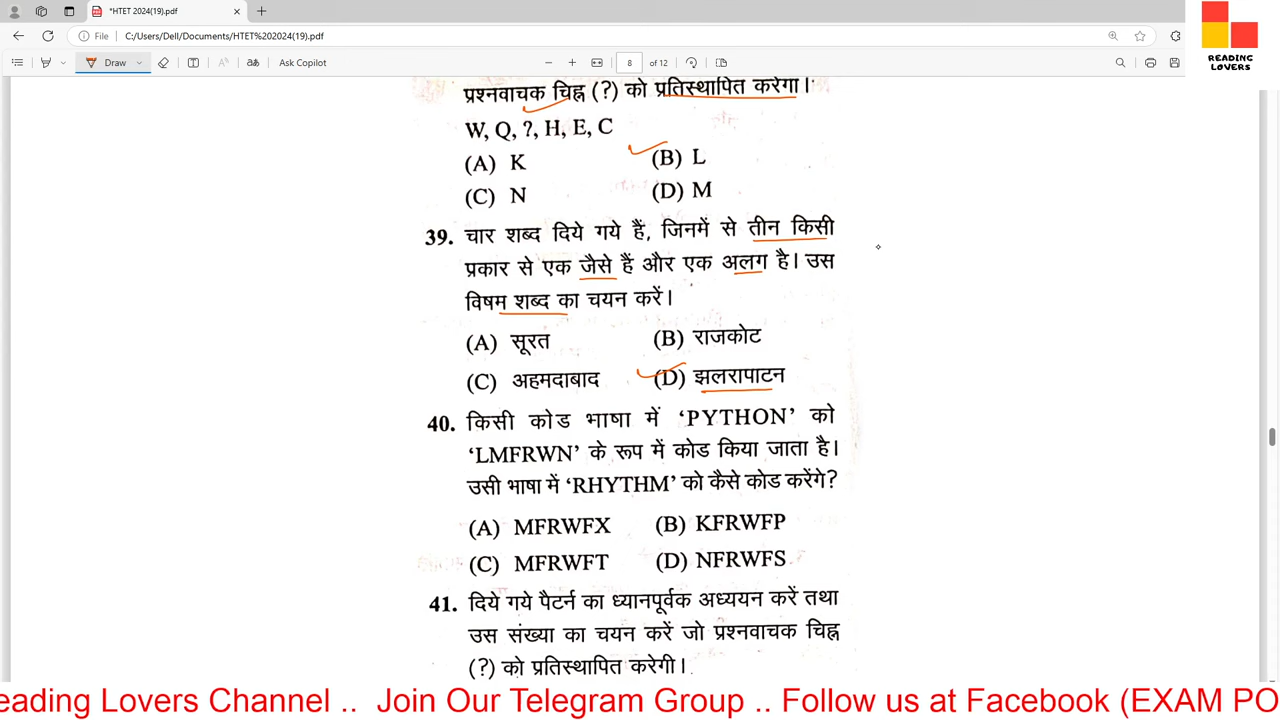 *HTET 2024(19).pdf
File C:/Users/Dell/Documents/HTET%202024(19).pdf
READING
LOVERS
Draw aあ Ask Copilot 8 of 12
प्रश्नवाचक चिह्न (?) को प्रतिस्थापित करेगा।
W, Q, ?, H, E, C
(A) K (B) L
(C) N (D) M
39. चार शब्द दिये गये हैं, जिनमें से तीन किसी
प्रकार से एक जैसे हैं और एक अलग है। उस
विषम शब्द का चयन करें।
(A) सूरत (B) राजकोट
(C) अहमदाबाद (D) झलरापाटन
40. किसी कोड भाषा में ‘PYTHON’ को
‘LMFRWN’ के रूप में कोड किया जाता है।
उसी भाषा में ‘RHYTHM’ को कैसे कोड करेंगे?
(A) MFRWFX (B) KFRWFP
(C) MFRWFT (D) NFRWFS
41. दिये गये पैटर्न का ध्यानपूर्वक अध्ययन करें तथा
उस संख्या का चयन करें जो प्रश्नवाचक चिह्न
(?) को प्रतिस्थापित करेगी।
eading Lovers Channel .. Join Our Telegram Group .. Follow us at Facebook (EXAM PO